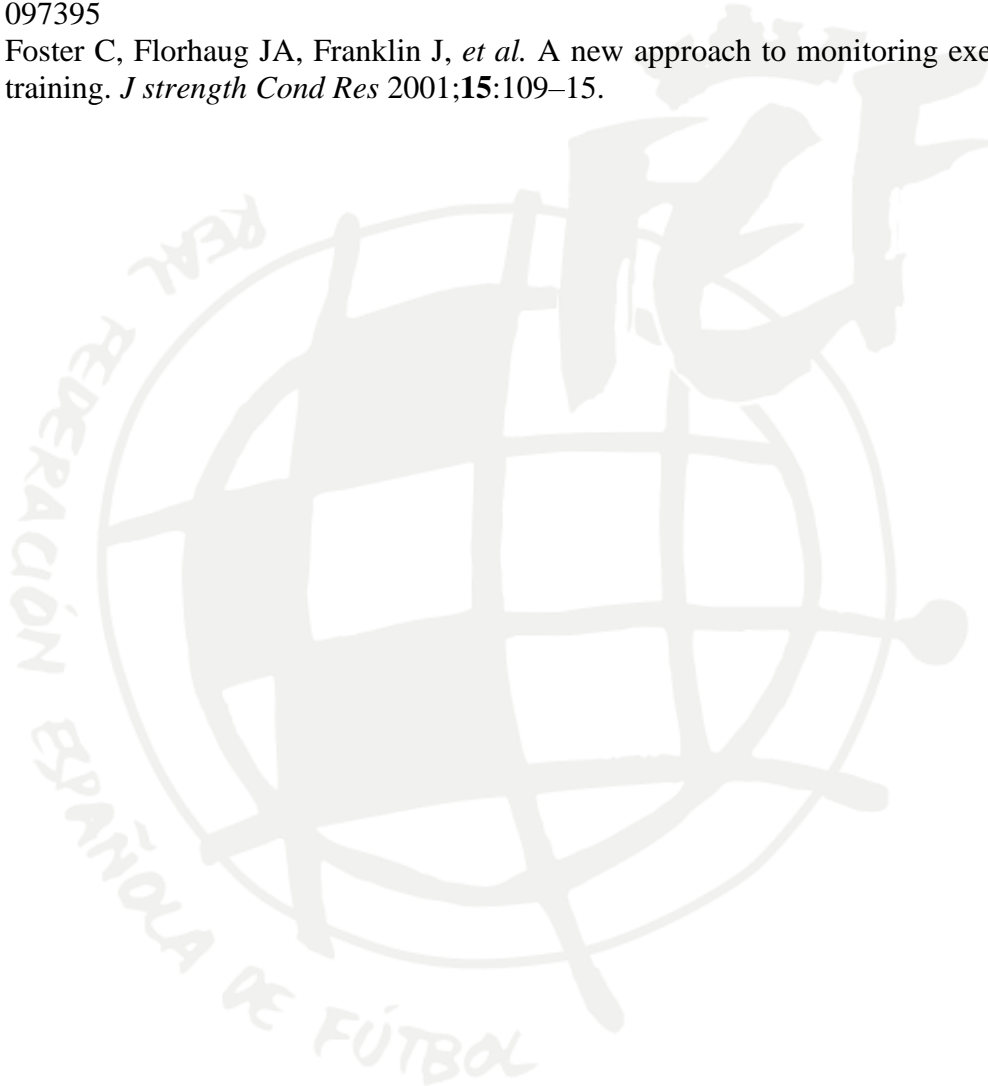 097395
Foster C, Florhaug JA, Franklin J, et al. A new approach to monitoring exe
training. J strength Cond Res 2001;15:109–15.
REAL FEDERACIÓN ESPAÑOLA DE FÚTBOL